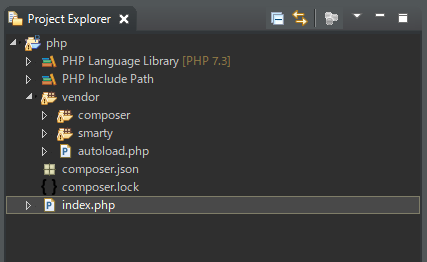 Project Explorer
php
PHP Language Library [PHP 7.3]
PHP Include Path
vendor
composer
smarty
autoload.php
composer.json
composer.lock
index.php